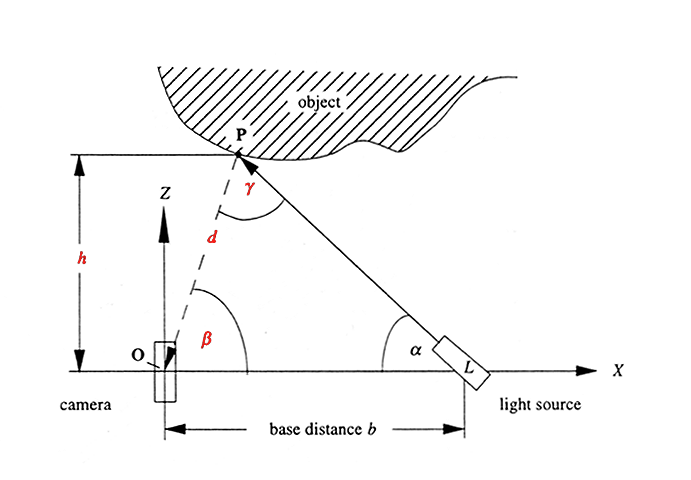 object
P
γ
Z
d
h
β
O
α
L
X
camera
light source
base distance b